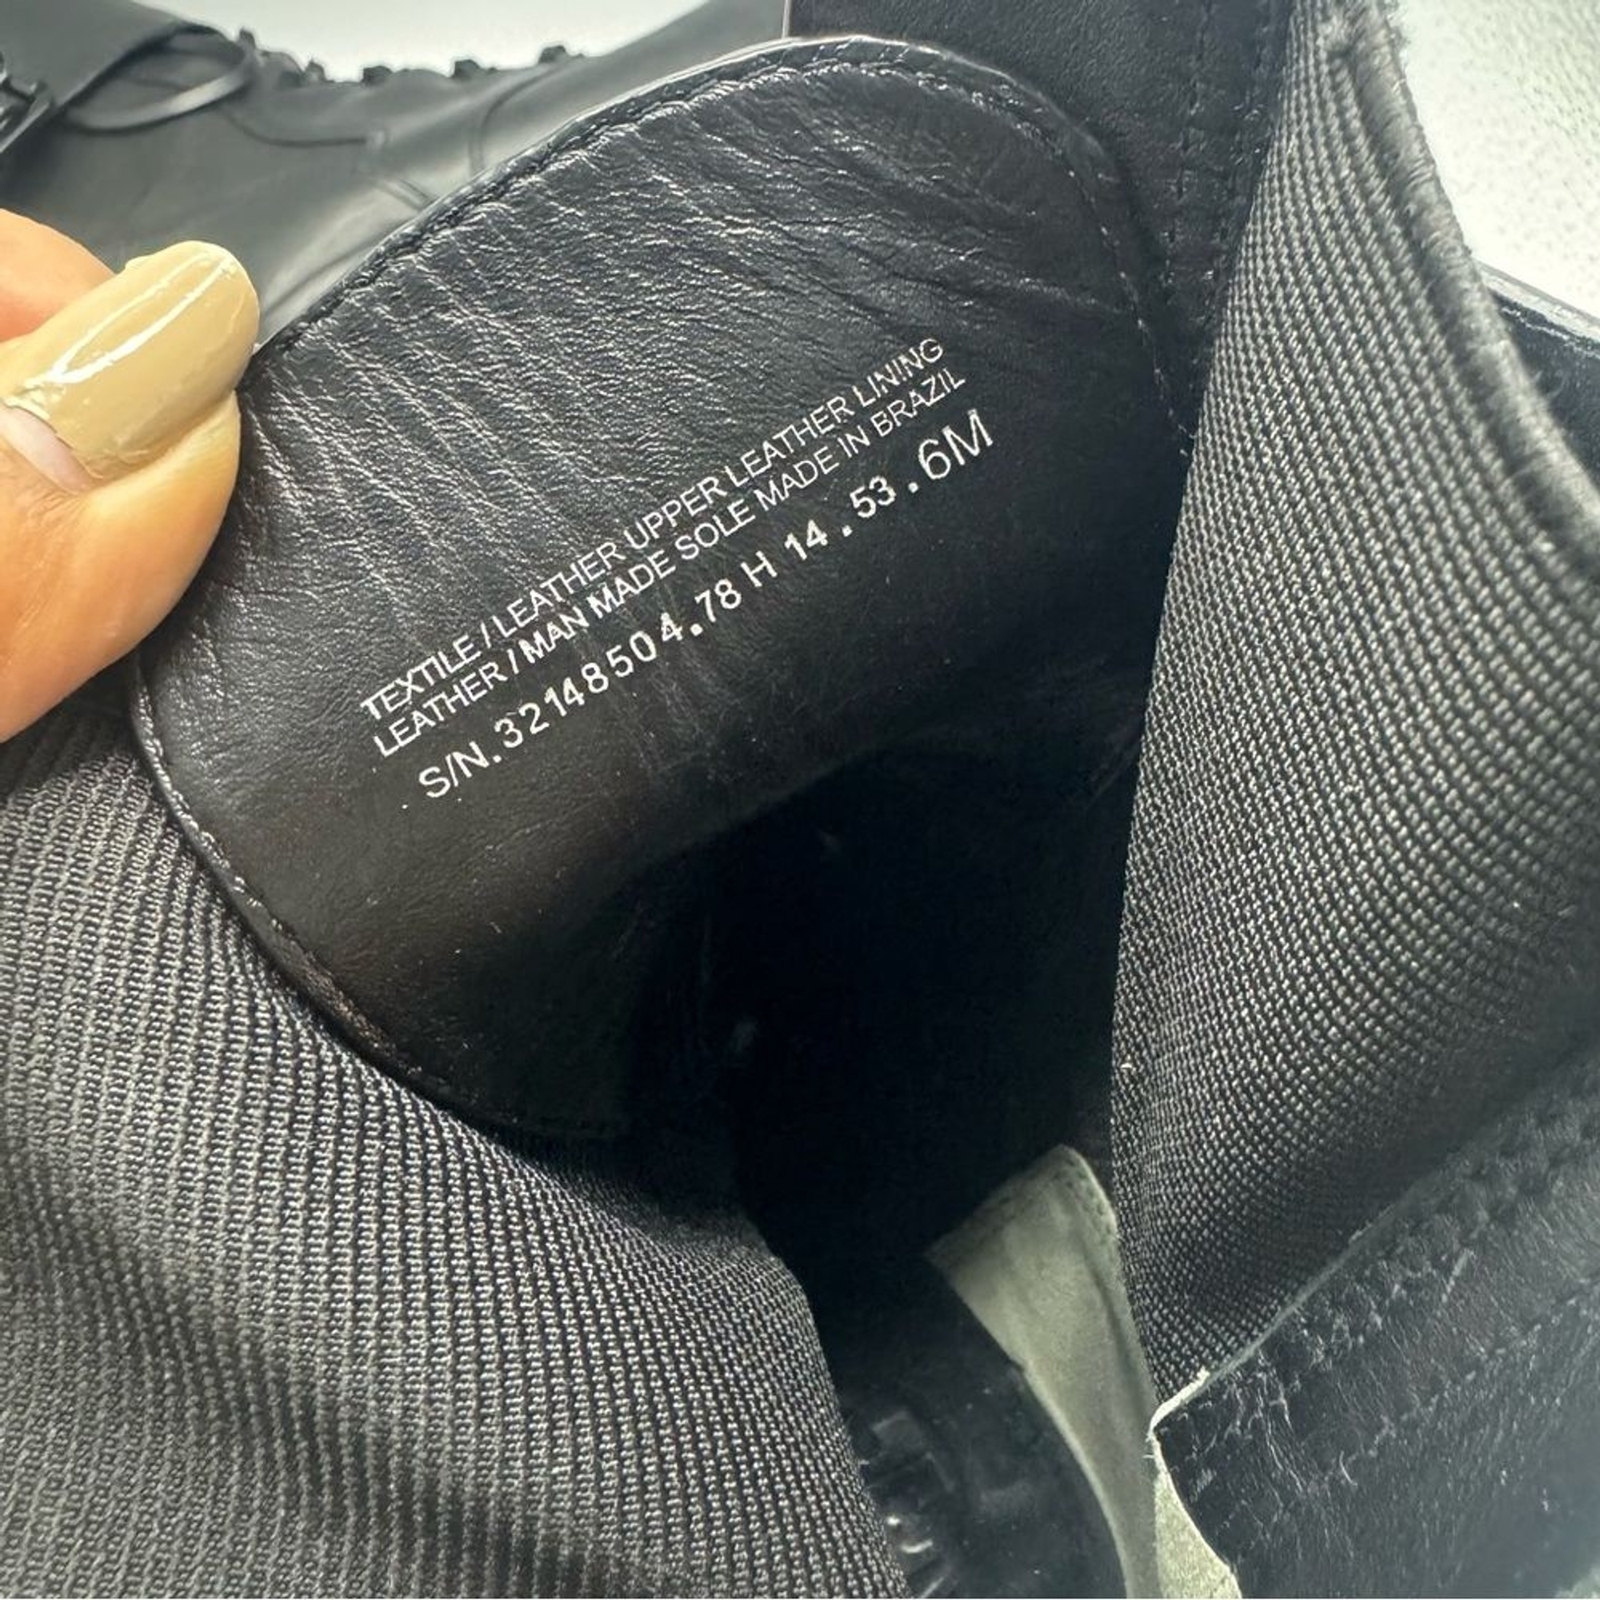 TEXTILE / LEATHER UPPER LEATHER LINING
LEATHER / MAN MADE SOLE MADE IN BRAZIL
S/N.32148504.78 H 14.53.6M